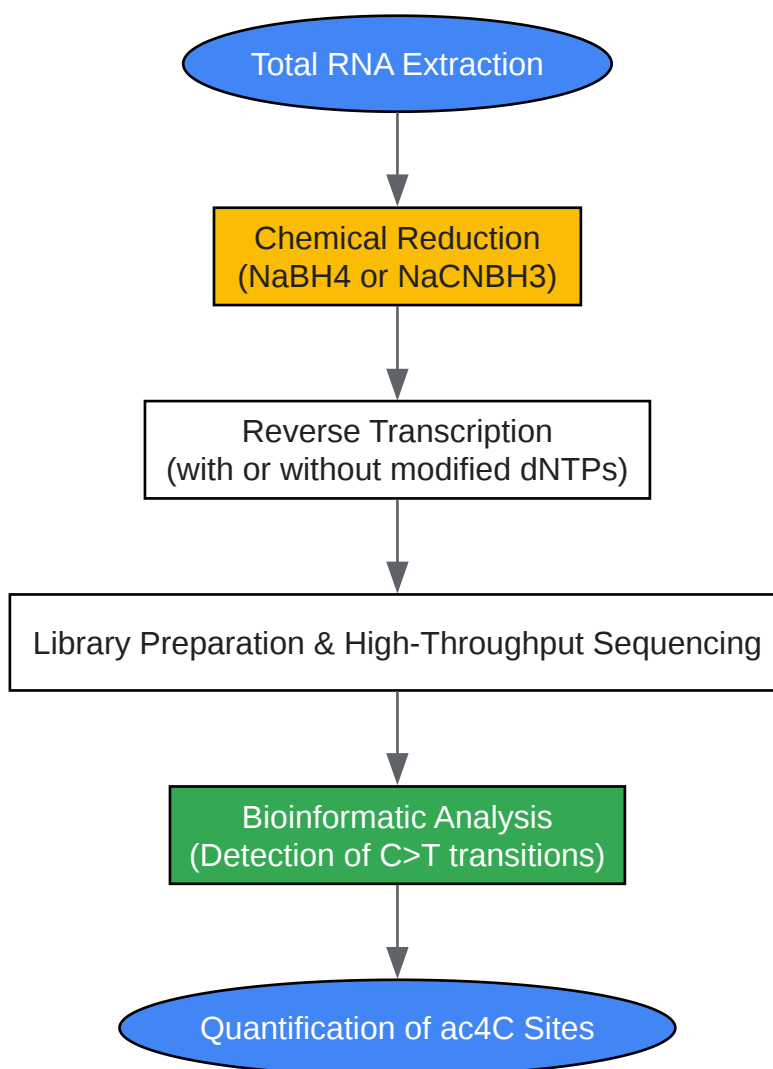 Total RNA Extraction
Chemical Reduction
(NaBH4 or NaCNBH3)
Reverse Transcription
(with or without modified dNTPs)
Library Preparation & High-Throughput Sequencing
Bioinformatic Analysis
(Detection of C>T transitions)
Quantification of ac4C Sites